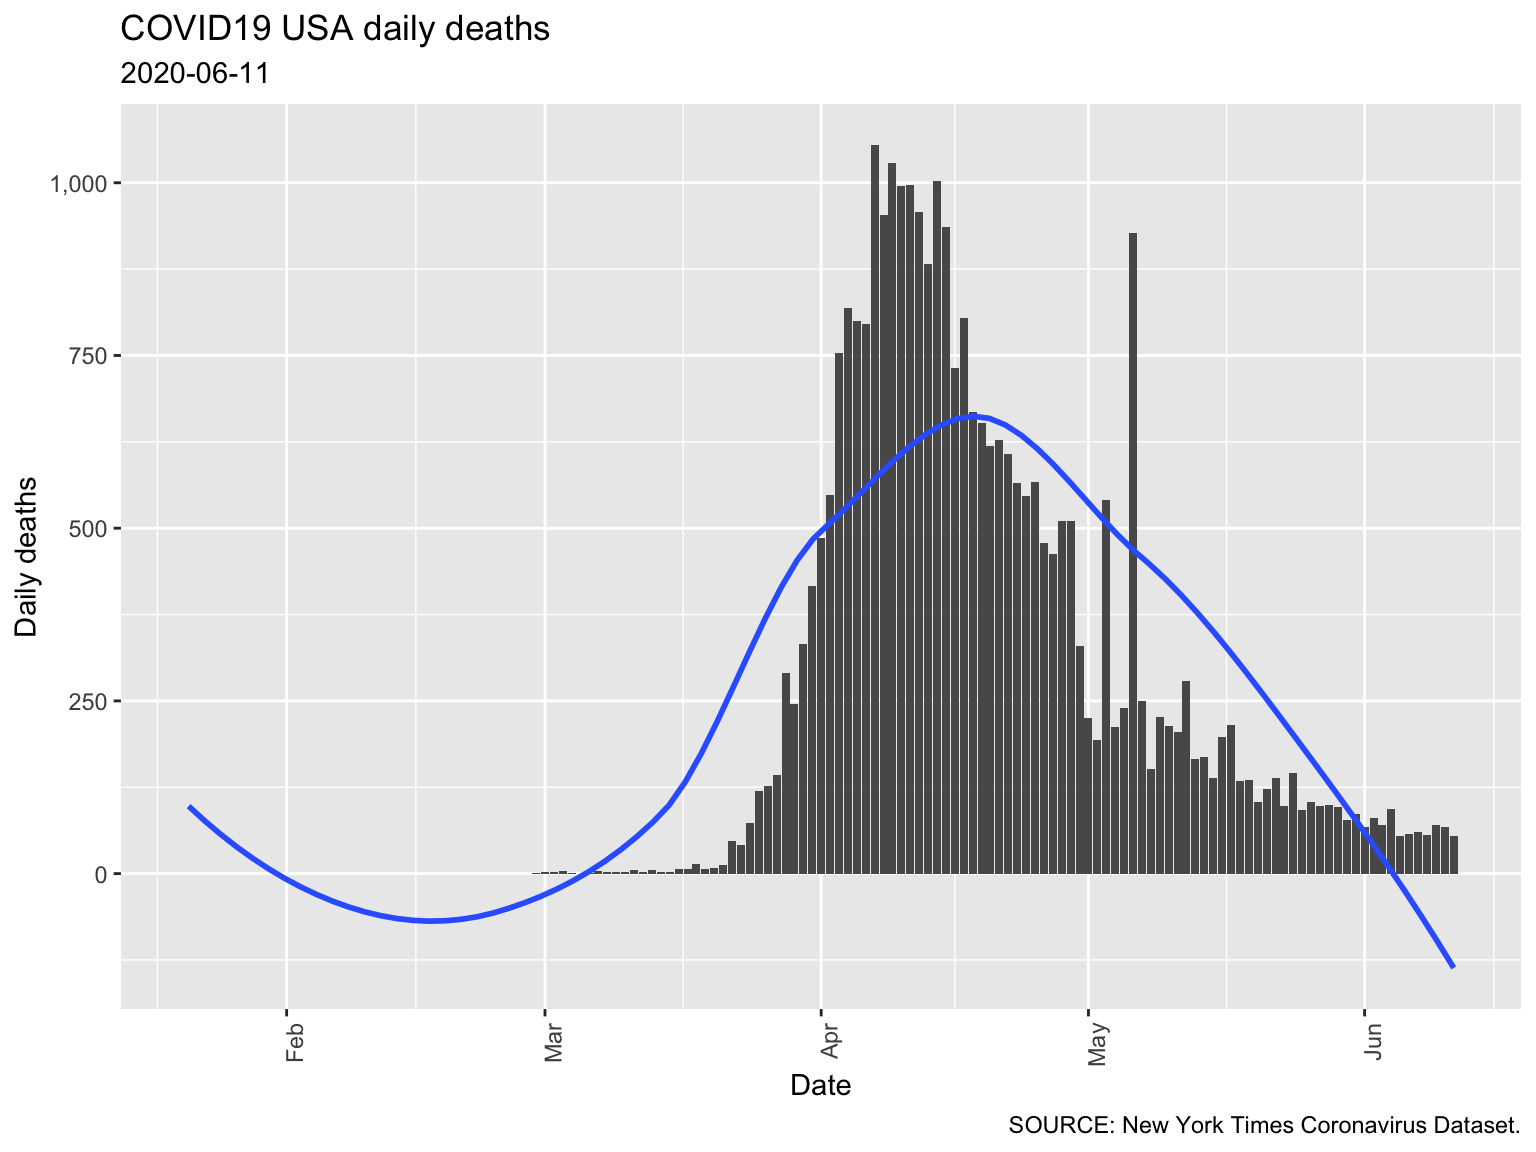 COVID19 USA daily deaths
2020-06-11
Daily deaths
1,000
750
500
250
0
Feb
Mar
Apr
May
Jun
Date
SOURCE: New York Times Coronavirus Dataset.